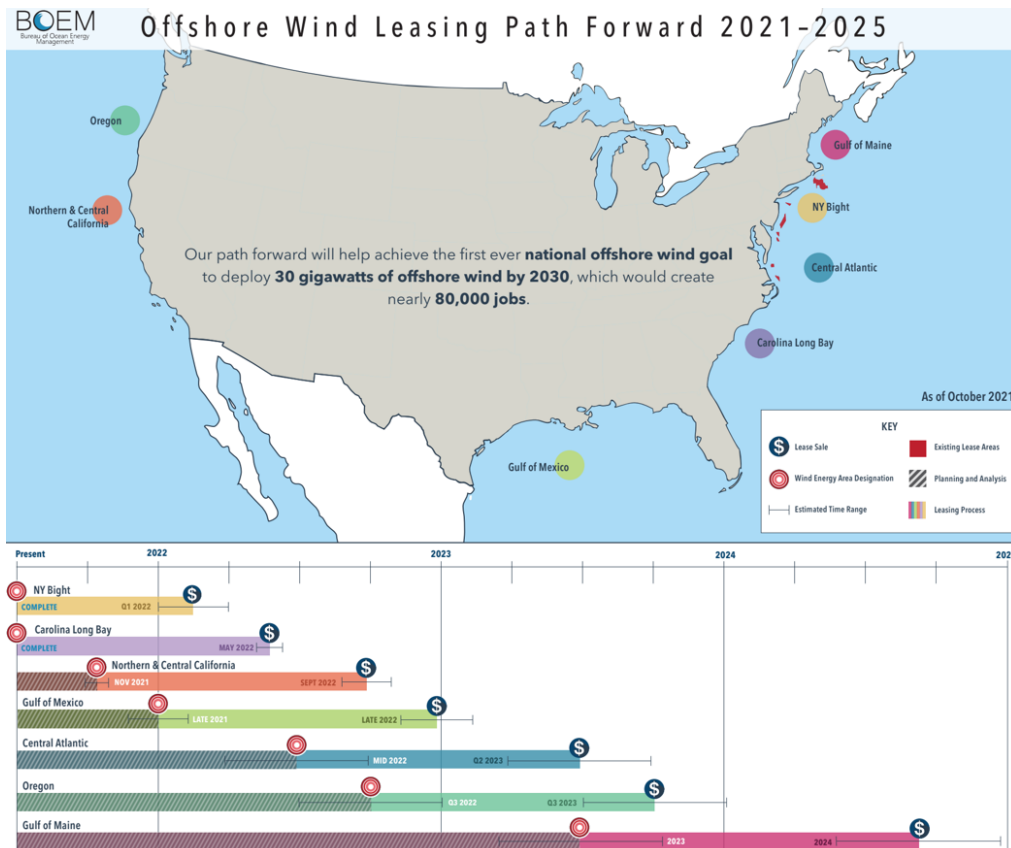 BOEM
Bureau of Ocean Energy
Management
Offshore Wind Leasing Path Forward 2021–2025
Oregon
Gulf of Maine
Northern & Central
California
NY Bight
Our path forward will help achieve the first ever national offshore wind goal
to deploy 30 gigawatts of offshore wind by 2030, which would create
nearly 80,000 jobs.
Central Atlantic
Carolina Long Bay
Gulf of Mexico
As of October 2021
KEY
$ Lease Sale
Existing Lease Areas
Wind Energy Area Designation
Planning and Analysis
Estimated Time Range
Leasing Process
Present 2022 2023 2024 202
NY Bight $
COMPLETE Q1 2022
Carolina Long Bay $
COMPLETE MAY 2022
Northern & Central California $
NOV 2021 SEPT 2022
Gulf of Mexico $
LATE 2021 LATE 2022
Central Atlantic $
MID 2022 Q2 2023
Oregon $
Q3 2022 Q3 2023
Gulf of Maine $
2023 2024